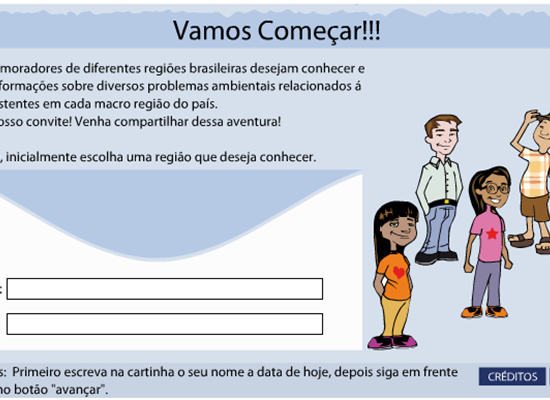 Vamos Começar!!!
moradores de diferentes regiões brasileiras desejam conhecer e
formações sobre diversos problemas ambientais relacionados á
stentes em cada macro região do país.
osso convite! Venha compartilhar dessa aventura!
, inicialmente escolha uma região que deseja conhecer.
:
s: Primeiro escreva na cartinha o seu nome a data de hoje, depois siga em frente
no botão "avançar".
CRÉDITOS